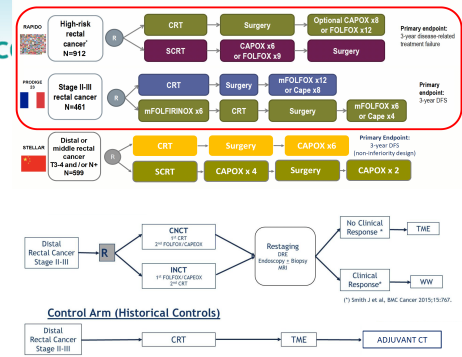 RAPIDO
High-risk
rectal
cancer*
N=912
R
CRT
Surgery
Optional CAPOX x8
or FOLFOX x12
SCRT
CAPOX x6
or FOLFOX x9
Surgery
Primary endpoint:
3-year disease-related
treatment failure
PRODIGE
23
Stage II-III
rectal cancer
N=461
R
CRT
Surgery
mFOLFOX x12
or Cape x8
mFOLFIRINOX x6
CRT
Surgery
mFOLFOX x6
or Cape x4
Primary
endpoint:
3-year DFS
STELLAR
Distal or
middle rectal
cancer
T3-4 and / or N+
N=599
R
CRT
Surgery
CAPOX x6
Primary Endpoint:
3-year DFS
(non-inferiority design)
SCRT
CAPOX x 4
Surgery
CAPOX x 2
Distal
Rectal Cancer
Stage II-III
R
CNCT
1st CRT
2nd FOLFOX/CAPEOX
INCT
1st FOLFOX/CAPEOX
2nd CRT
Restaging
DRE
Endoscopy ± Biopsy
MRI
No Clinical
Response *
TME
Clinical
Response*
WW
(*) Smith J et al, BMC Cancer 2015;15:767.
Control Arm (Historical Controls)
Distal
Rectal Cancer
Stage II-III
CRT
TME
ADJUVANT CT